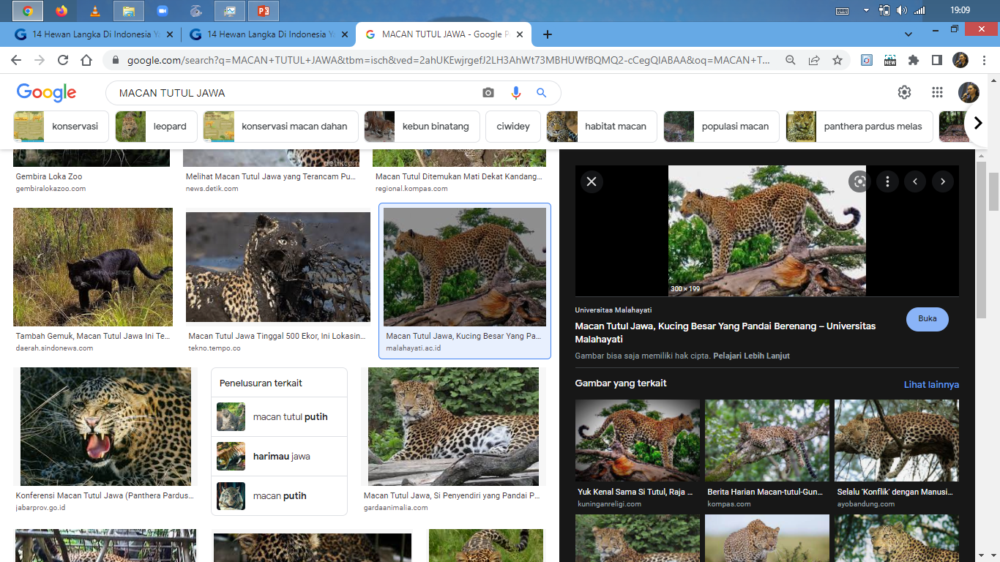 19:09
14 Hewan Langka Di Indonesia Ya
14 Hewan Langka Di Indonesia Ya
MACAN TUTUL JAWA - Google P
google.com/search?q=MACAN+TUTUL+JAWA&tbm=isch&ved=2ahUKEwjrgefJ2LH3AhWt73MBHUWfBQMQ2-cCegQIABAA&oq=MACAN+T...
NEW
Google
MACAN TUTUL JAWA
konservasi
leopard
konservasi macan dahan
kebun binatang
ciwidey
habitat macan
populasi macan
panthera pardus melas
detikcom
Gembira Loka Zoo
gembiralokazoo.com
Melihat Macan Tutul Jawa yang Terancam Pu...
news.detik.com
Macan Tutul Ditemukan Mati Dekat Kandang...
regional.kompas.com
Tambah Gemuk, Macan Tutul Jawa Ini Te...
daerah.sindonews.com
Macan Tutul Jawa Tinggal 500 Ekor, Ini Lokasin...
tekno.tempo.co
Macan Tutul Jawa, Kucing Besar Yang Pa...
malahayati.ac.id
Konferensi Macan Tutul Jawa (Panthera Pardus...
jabarprov.go.id
Penelusuran terkait
macan tutul putih
harimau jawa
macan putih
Macan Tutul Jawa, Si Penyendiri yang Pandai P...
gardaanimalia.com
300 × 199
Universitas Malahayati
Macan Tutul Jawa, Kucing Besar Yang Pandai Berenang – Universitas
Malahayati
Buka
Gambar bisa saja memiliki hak cipta. Pelajari Lebih Lanjut
Gambar yang terkait
Lihat lainnya
Yuk Kenal Sama Si Tutul, Raja ...
kuninganreligi.com
Berita Harian Macan-tutul-Gun...
kompas.com
Selalu 'Konflik' dengan Manusi...
ayobandung.com